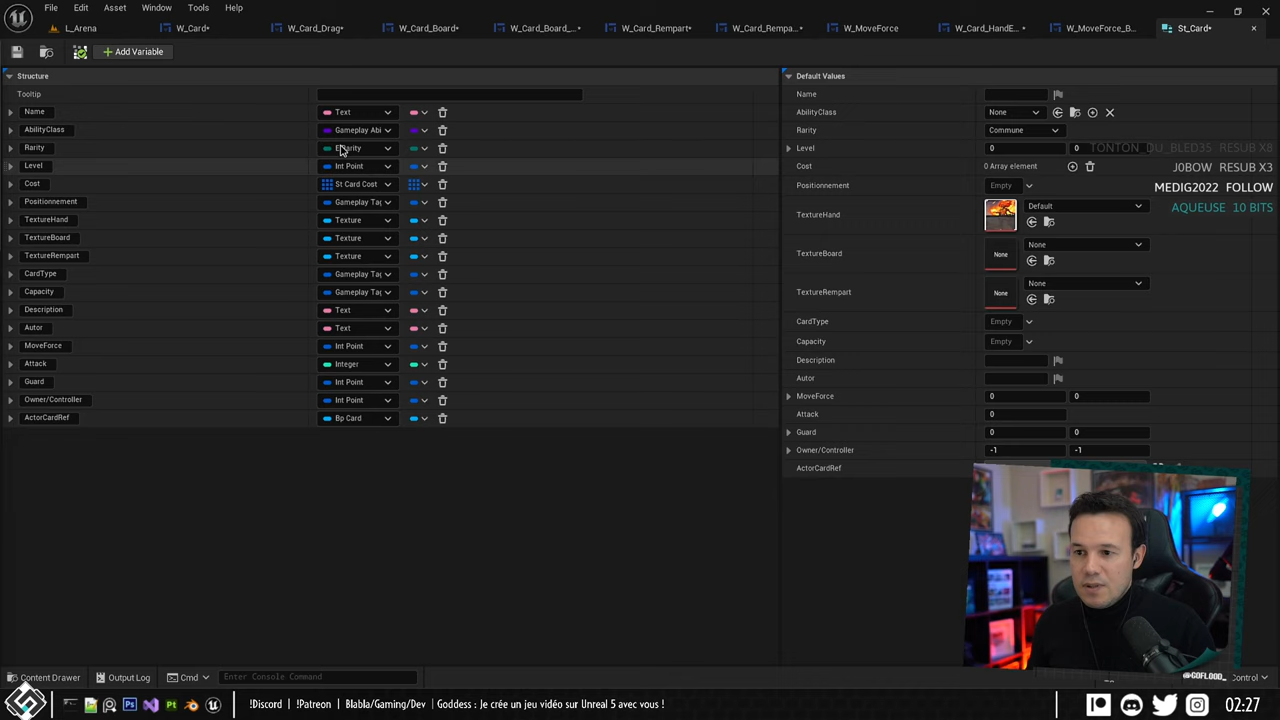 File Edit Asset Window Tools Help
L_Arena W_Card• W_Card_Drag• W_Card_Board• W_Card_Board_...• W_Card_Rempart• W_Card_Rempa...• W_MoveForce W_Card_HandE...• W_MoveForce_B... St_Card•
Add Variable
Structure
Default Values
Tooltip
Name
Name Text
AbilityClass None
AbilityClass Gameplay Abi
Rarity Commune
Rarity
Level 0 0
TONTON_DU_BLED35 RESUB X8
Level Int Point
Cost 0 Array element
J0BOW RESUB X3
Cost St Card Cost
Positionnement Empty
MEDIG2022 FOLLOW
Positionnement Gameplay Tag
TextureHand Default
AQUEUSE 10 BITS
TextureHand Texture
TextureBoard Texture
TextureBoard None None
TextureRempart Texture
CardType Gameplay Tag
TextureRempart None None
Capacity Gameplay Tag
Description Text
CardType Empty
Autor Text
Capacity Empty
MoveForce Int Point
Description
Attack Integer
Autor
Guard Int Point
MoveForce 0 0
Owner/Controller Int Point
Attack 0
ActorCardRef Bp Card
Guard 0 0
Owner/Controller -1 -1
ActorCardRef
Content Drawer Output Log Cmd Enter Console Command
GOFLOOD_
!Discord !Patreon Blabla/Gaming/Dev Goddess : Je crée un jeu vidéo sur Unreal 5 avec vous !
02:27